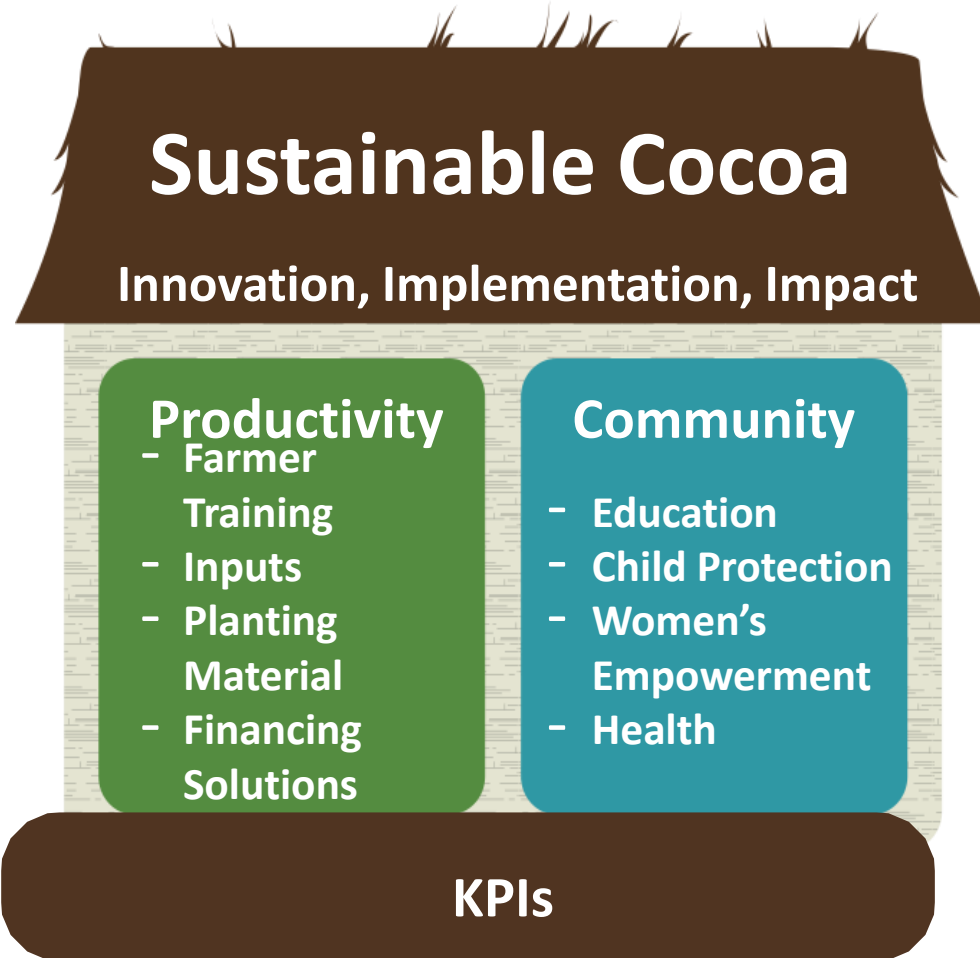 Sustainable Cocoa
Innovation, Implementation, Impact
Productivity
- Farmer
Training
- Inputs
- Planting
Material
- Financing
Solutions
Community
- Education
- Child Protection
- Women’s
Empowerment
- Health
KPIs